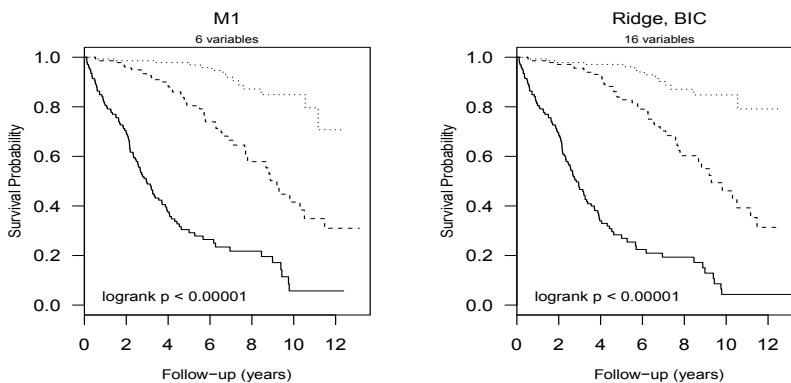 M1
6 variables
Survival Probability
1.0
0.8
0.6
0.4
0.2
0.0
logrank p < 0.00001
0 2 4 6 8 10 12
Follow−up (years)
Ridge, BIC
16 variables
Survival Probability
1.0
0.8
0.6
0.4
0.2
0.0
logrank p < 0.00001
0 2 4 6 8 10 12
Follow−up (years)